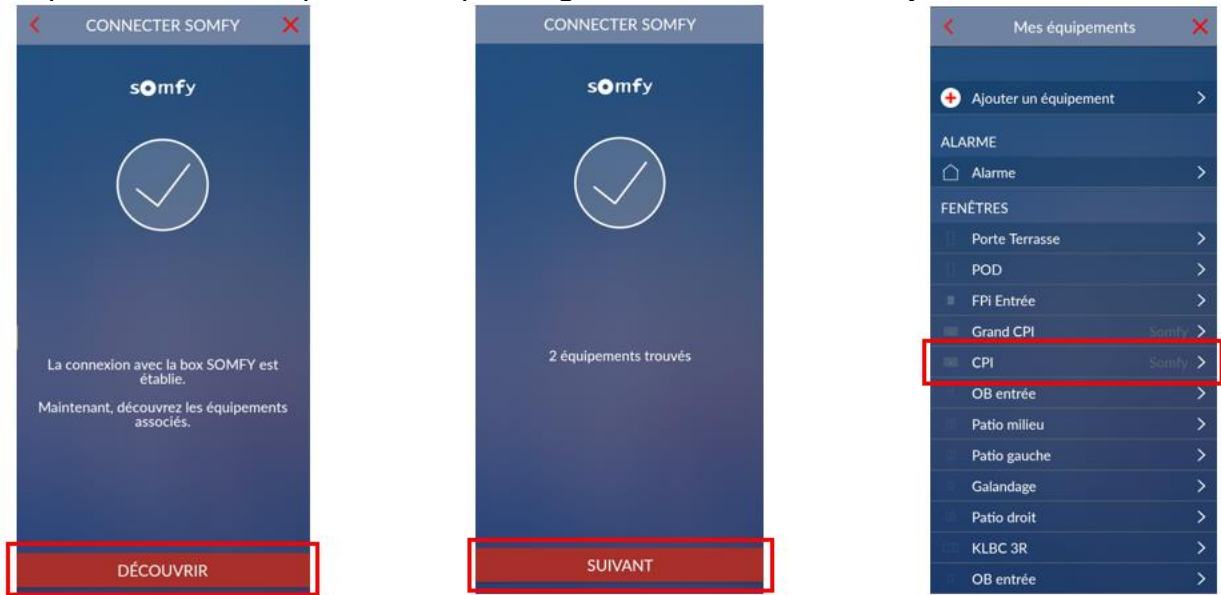 CONNECTER SOMFY
somfy
La connexion avec la box SOMFY est
établie.
Maintenant, découvrez les équipements
associés.
DÉCOUVRIR
CONNECTER SOMFY
somfy
2 équipements trouvés
SUIVANT
Mes équipements
Ajouter un équipement
ALARME
Alarme
FENÊTRES
Porte Terrasse
POD
FPi Entrée
Grand CPI Somfy
CPI Somfy
OB entrée
Patio milieu
Patio gauche
Galandage
Patio droit
KLBC 3R
OB entrée